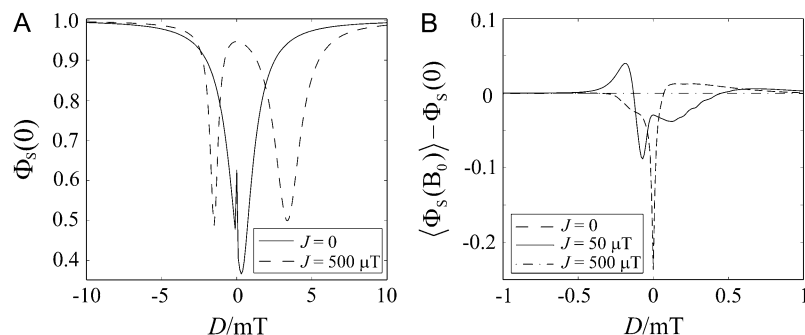 A
1.0
0.9
0.8
0.7
0.6
0.5
0.4
Φs(0)
-10 -5 0 5 10
D/mT
J = 0
J = 500 μT
B
0.1
0
-0.1
-0.2
⟨Φs(B₀)⟩−Φs(0)
-1 -0.5 0 0.5 1
D/mT
J = 0
J = 50 μT
J = 500 μT